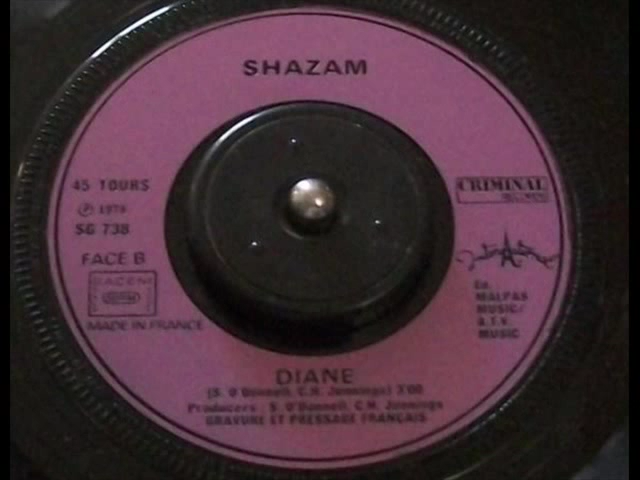 SHAZAM
45 TOURS
SG 738
FACE B
SACEM
MADE IN FRANCE
CRIMINAL
RECORDS
Ed.
MALPAS
MUSIC/
A.T.V.
MUSIC
DIANE
(S. O'Donnell, C.H. Jennings) 3'00
Producers S. O'Donnell, C.H. Jennings
GRAVURE ET PRESSAGE FRANÇAIS